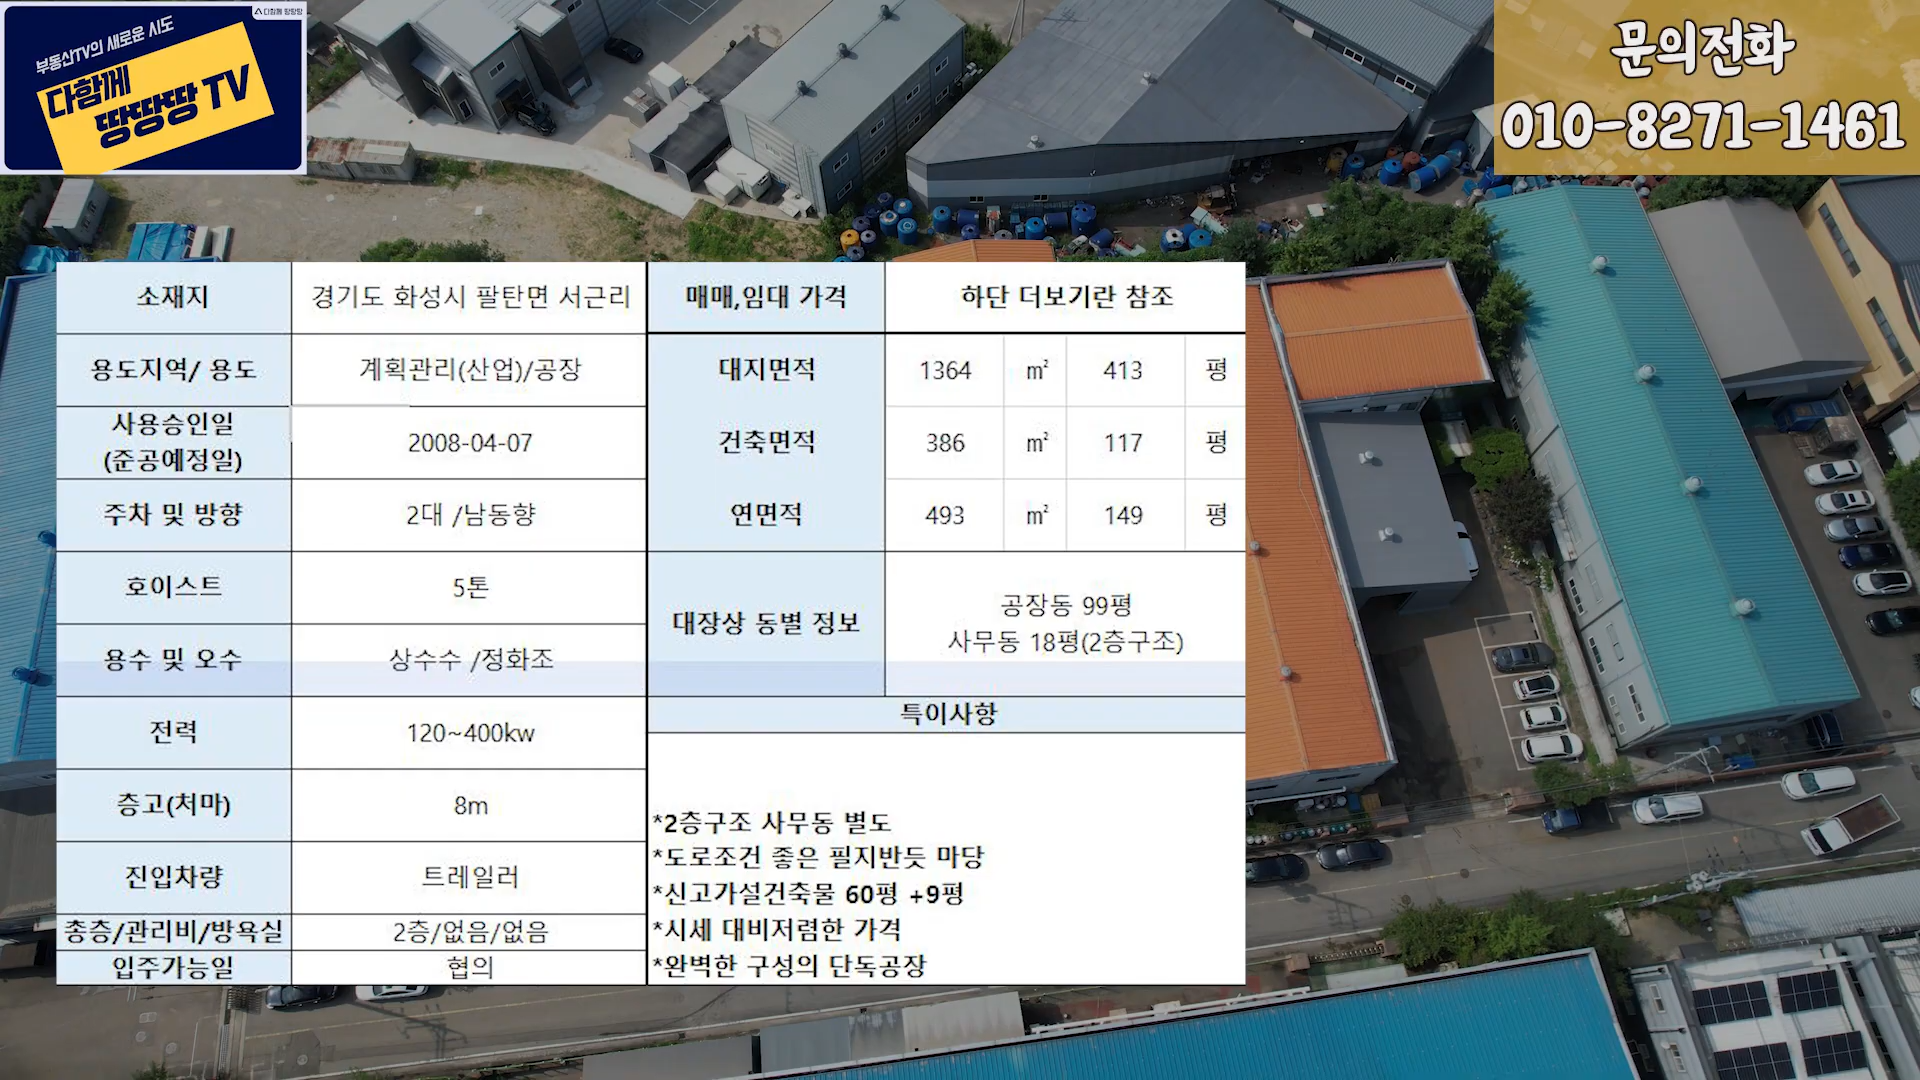 부동산TV의 새로운 시도
다함께
땅땅땅 TV
다함께 땅땅땅
문의전화
010-8271-1461
소재지 경기도 화성시 팔탄면 서근리 매매,임대 가격 하단 더보기란 참조
용도지역/ 용도 계획관리(산업)/공장 대지면적 1364 ㎡ 413 평
사용승인일
(준공예정일) 2008-04-07 건축면적 386 ㎡ 117 평
주차 및 방향 2대 /남동향 연면적 493 ㎡ 149 평
호이스트 5톤
대장상 동별 정보 공장동 99평
사무동 18평(2층구조)
용수 및 오수 상수수 /정화조
전력 120~400kw
층고(처마) 8m
진입차량 트레일러
총층/관리비/방욕실 2층/없음/없음
입주가능일 협의
특이사항
*2층구조 사무동 별도
*도로조건 좋은 필지반듯 마당
*신고가설건축물 60평 +9평
*시세 대비저렴한 가격
*완벽한 구성의 단독공장